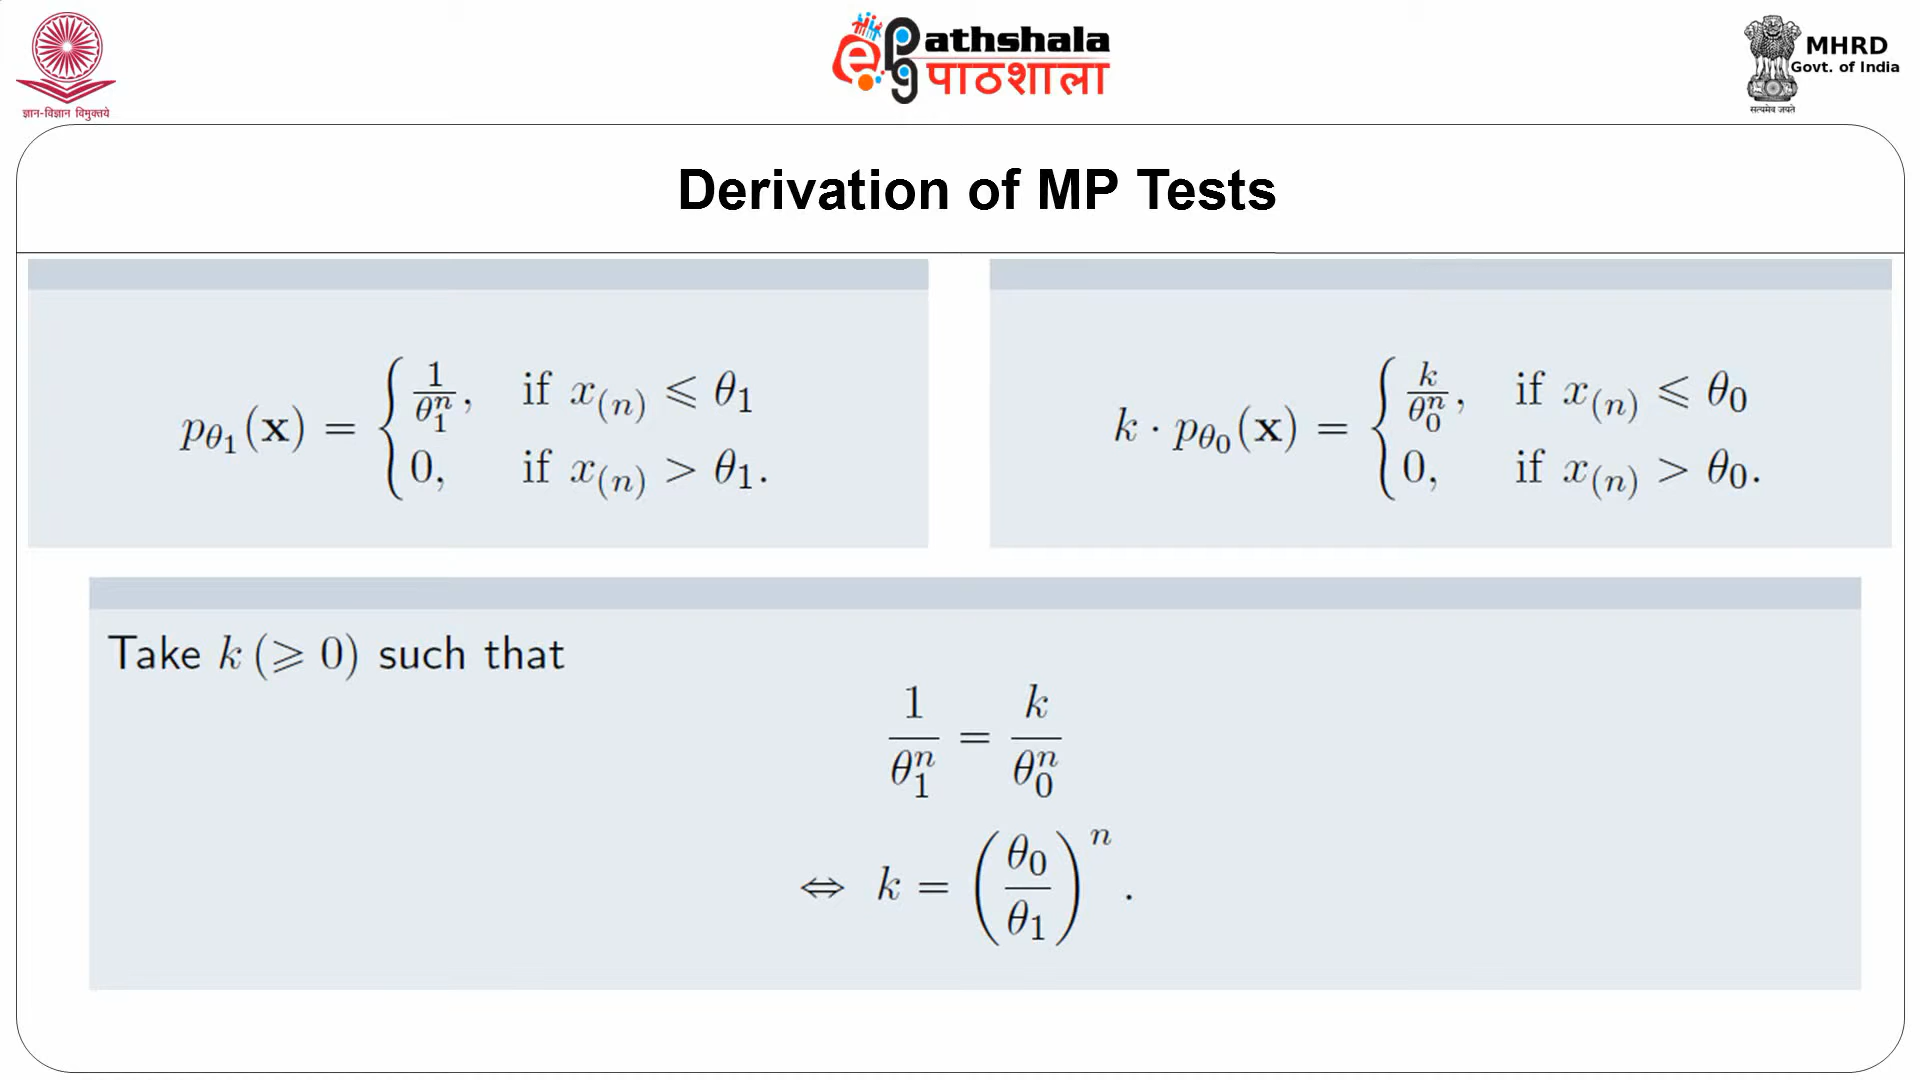 ज्ञान-विज्ञान विमुक्तये
ePG Pathshala
पाठशाला
MHRD
Govt. of India
सत्यमेव जयते
Derivation of MP Tests
p_{θ_1}(𝐱) = { 1/θ_1^n, if x_{(n)} ⩽ θ_1
0, if x_{(n)} > θ_1.
k · p_{θ_0}(𝐱) = { k/θ_0^n, if x_{(n)} ⩽ θ_0
0, if x_{(n)} > θ_0.
Take k (⩾ 0) such that
1/θ_1^n = k/θ_0^n
⇔ k = (θ_0/θ_1)^n.